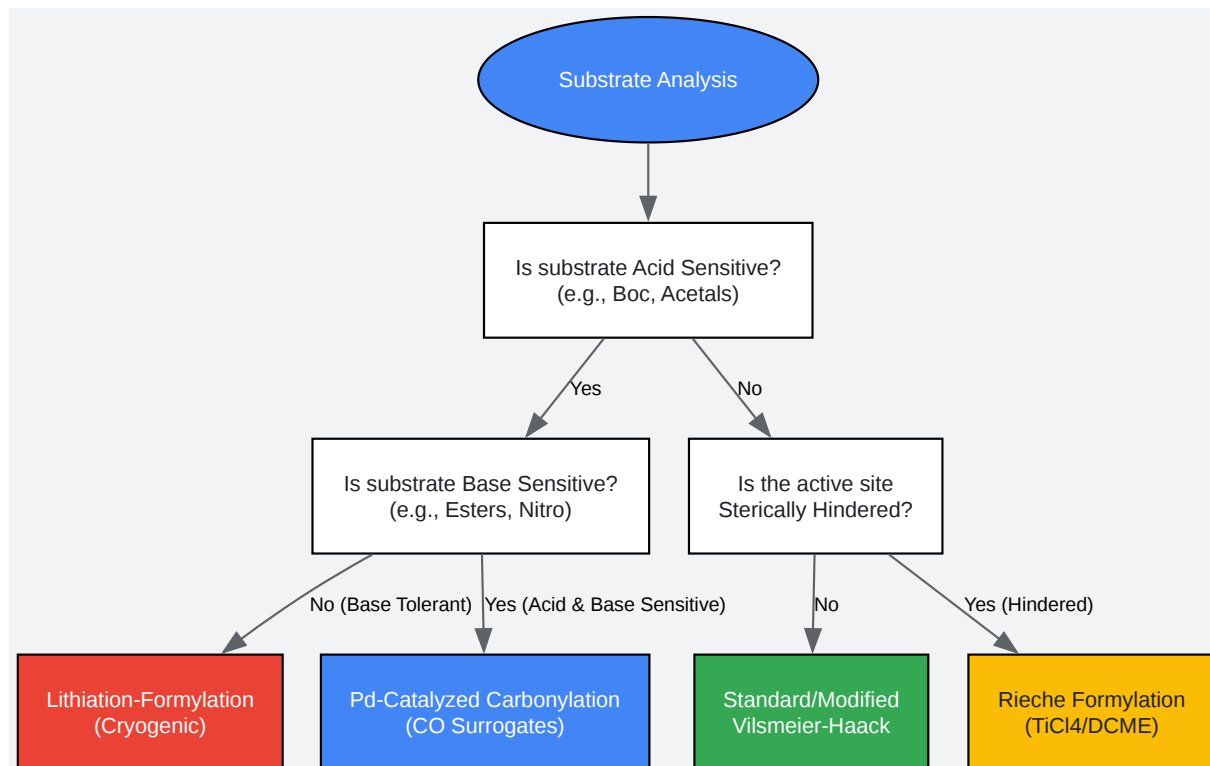 Substrate Analysis
Is substrate Acid Sensitive?
(e.g., Boc, Acetals)
Yes
No
Is substrate Base Sensitive?
(e.g., Esters, Nitro)
Is the active site
Sterically Hindered?
No (Base Tolerant)
Yes (Acid & Base Sensitive)
No
Yes (Hindered)
Lithiation-Formylation
(Cryogenic)
Pd-Catalyzed Carbonylation
(CO Surrogates)
Standard/Modified
Vilsmeier-Haack
Rieche Formylation
(TiCl4/DCME)